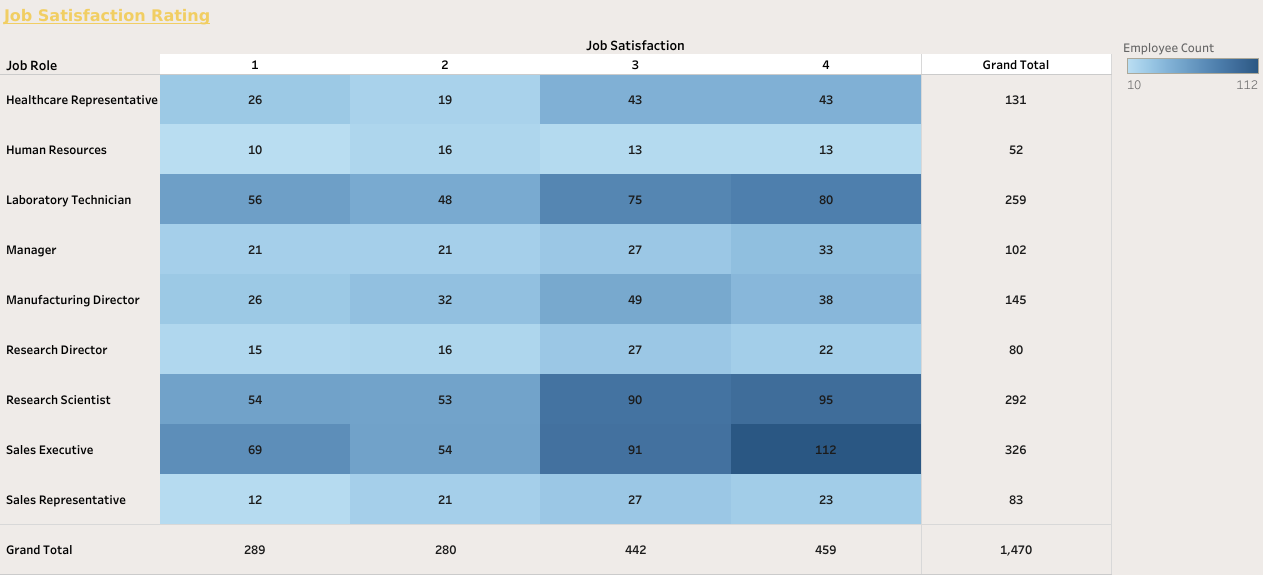 Job Satisfaction Rating
Job Satisfaction
Employee Count
Job Role 1 2 3 4 Grand Total
10 112
Healthcare Representative 26 19 43 43 131
Human Resources 10 16 13 13 52
Laboratory Technician 56 48 75 80 259
Manager 21 21 27 33 102
Manufacturing Director 26 32 49 38 145
Research Director 15 16 27 22 80
Research Scientist 54 53 90 95 292
Sales Executive 69 54 91 112 326
Sales Representative 12 21 27 23 83
Grand Total 289 280 442 459 1,470